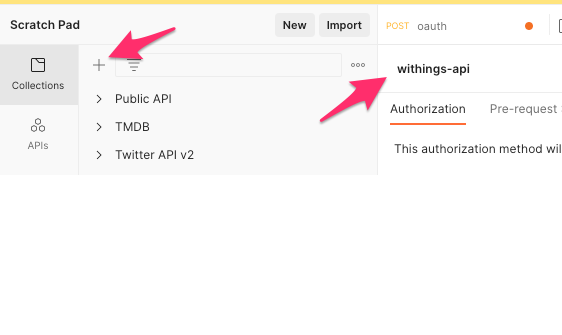 Scratch Pad
New
Import
POST oauth
Collections
APIs
Public API
TMDB
Twitter API v2
withings-api
Authorization
Pre-request
This authorization method wil